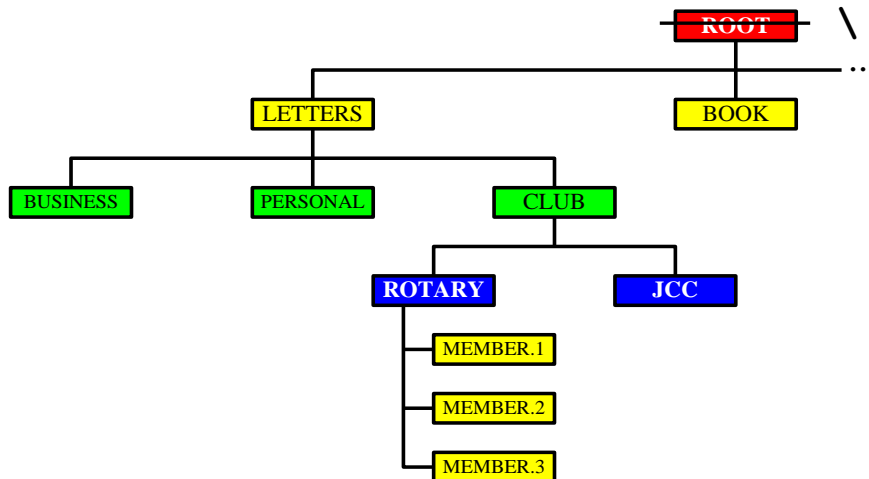 ROOT \
..
LETTERS BOOK
BUSINESS PERSONAL CLUB
ROTARY JCC
MEMBER.1
MEMBER.2
MEMBER.3